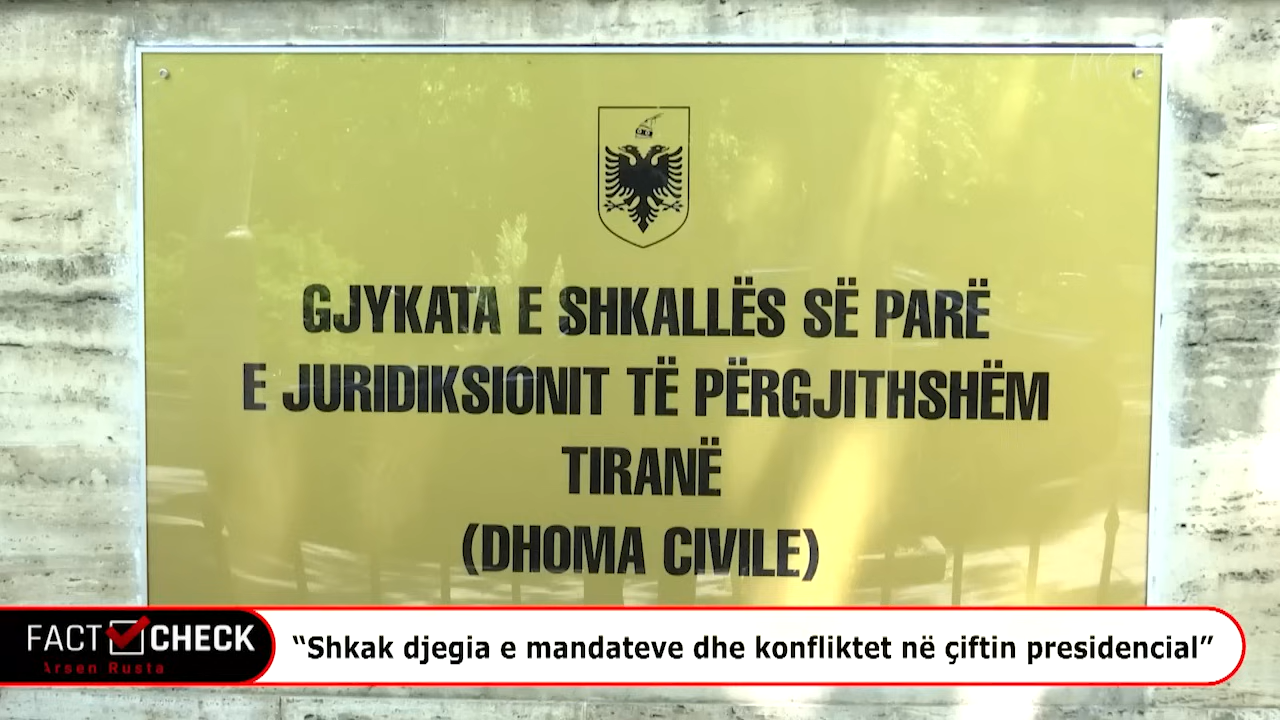 GJYKATA E SHKALLËS SË PARË
E JURIDIKSIONIT TË PËRGJITHSHËM
TIRANË
(DHOMA CIVILE)
FACT CHECK
Arsen Rusta
“Shkak djegia e mandateve dhe konfliktet në çiftin presidencial”